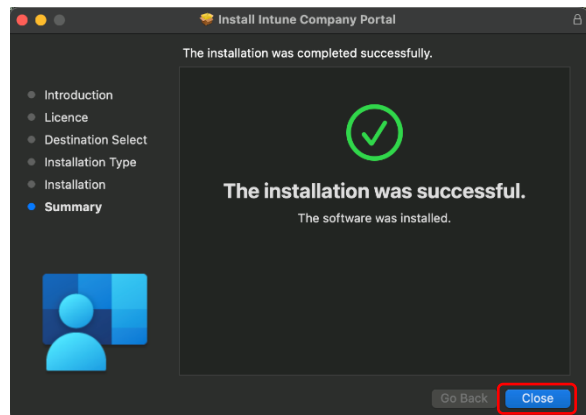 Install Intune Company Portal
The installation was completed successfully.
Introduction
Licence
Destination Select
Installation Type
Installation
Summary
The installation was successful.
The software was installed.
Go Back
Close